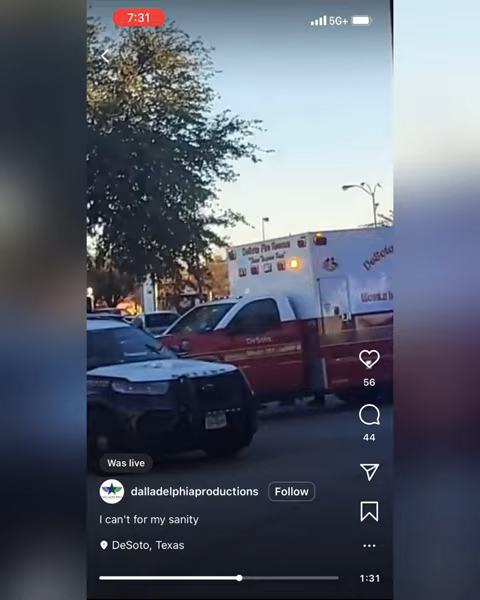 7:31
5G+
DeSoto Fire Rescue
DeSoto
DeSoto
56
44
Was live
dalladelphiaproductions
Follow
I can't for my sanity
DeSoto, Texas
1:31